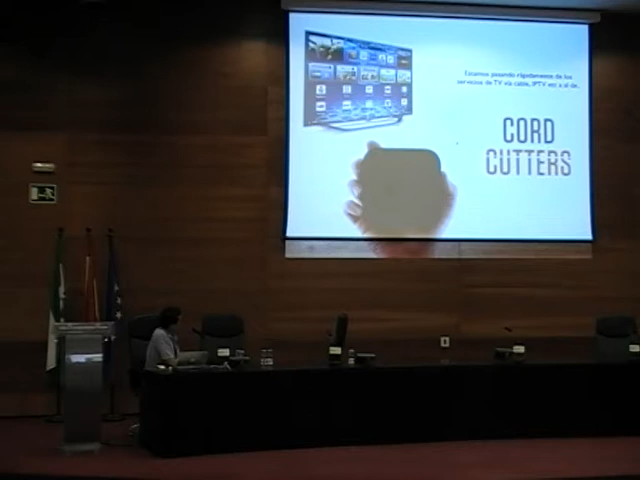 Estamos pasando rápidamente de los
servicios de TV vía cable, IPTV etc a el de..
CORD
CUTTERS